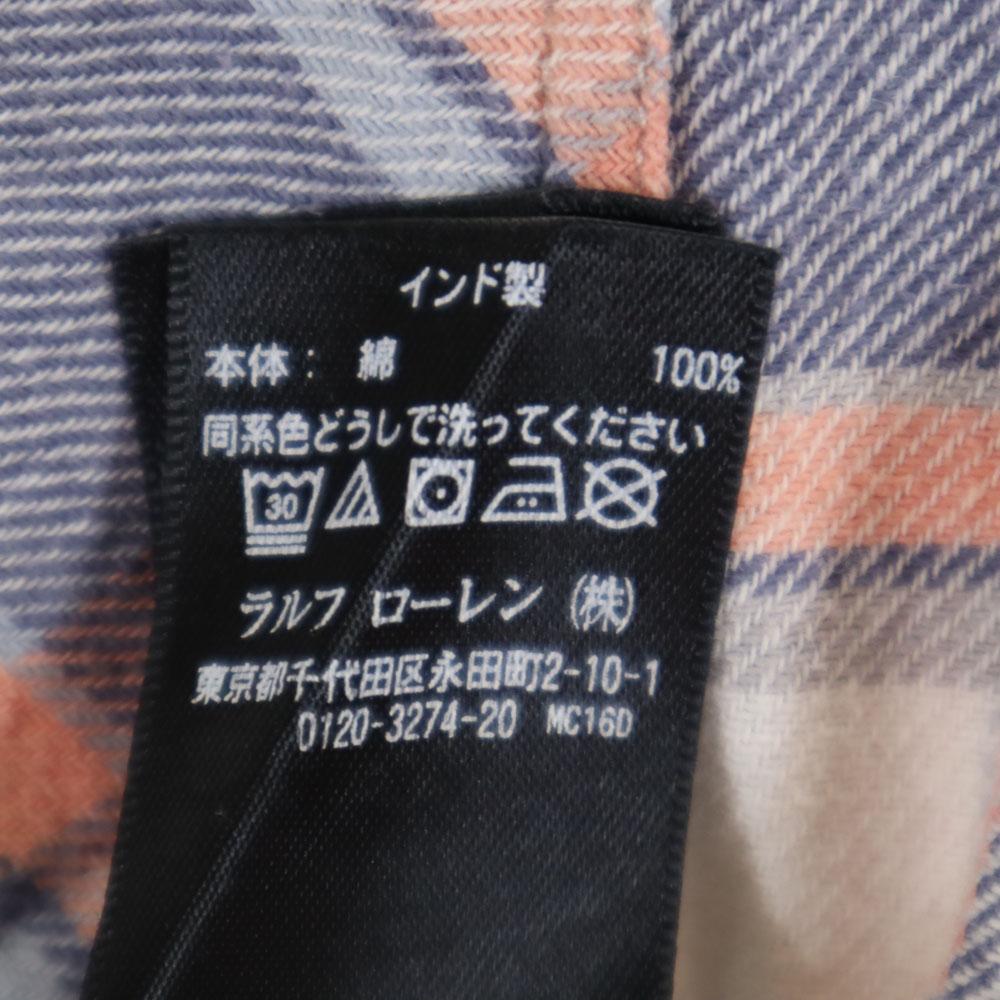 インド製
本体: 綿 100%
同系色どうしで洗ってください
30
ラルフ ローレン (株)
東京都千代田区永田町2-10-1
0120-3274-20 MC16D